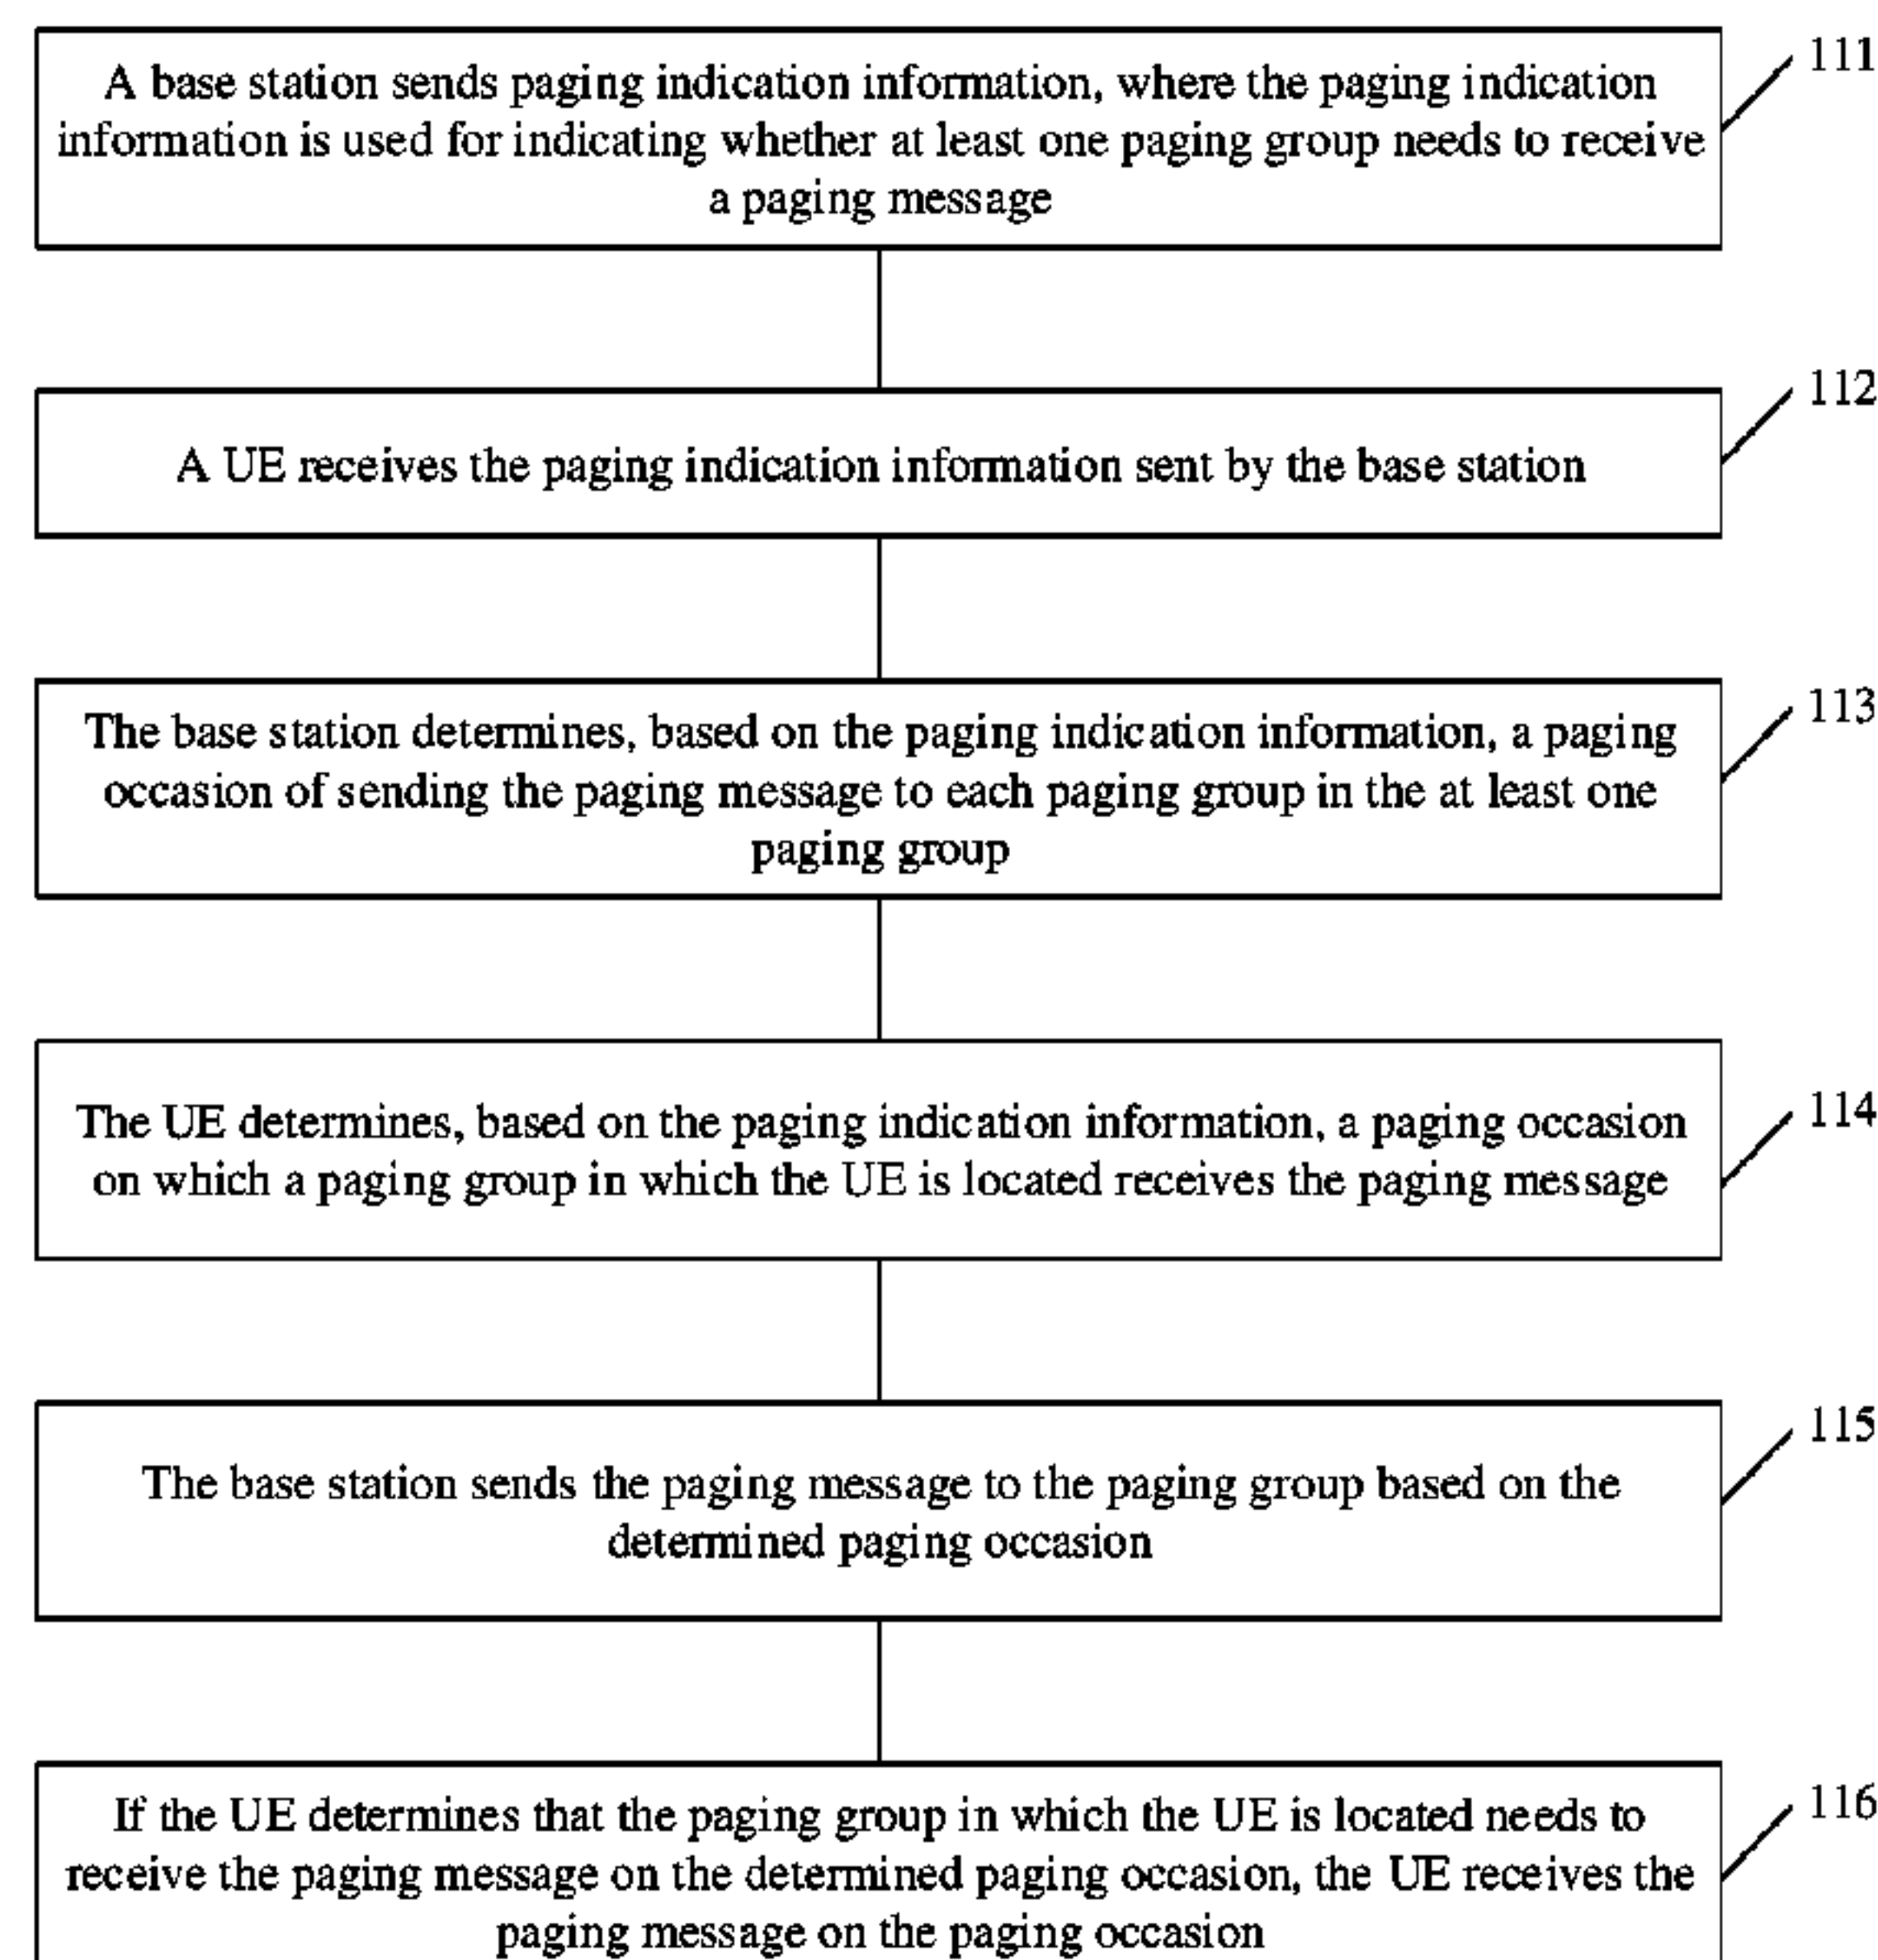 A base station sends paging indication information, where the paging indication
information is used for indicating whether at least one paging group needs to receive
a paging message
111
A UE receives the paging indication information sent by the base station
112
The base station determines, based on the paging indication information, a paging
occasion of sending the paging message to each paging group in the at least one
paging group
113
The UE determines, based on the paging indication information, a paging occasion
on which a paging group in which the UE is located receives the paging message
114
The base station sends the paging message to the paging group based on the
determined paging occasion
115
If the UE determines that the paging group in which the UE is located needs to
receive the paging message on the determined paging occasion, the UE receives the
paging message on the paging occasion
116